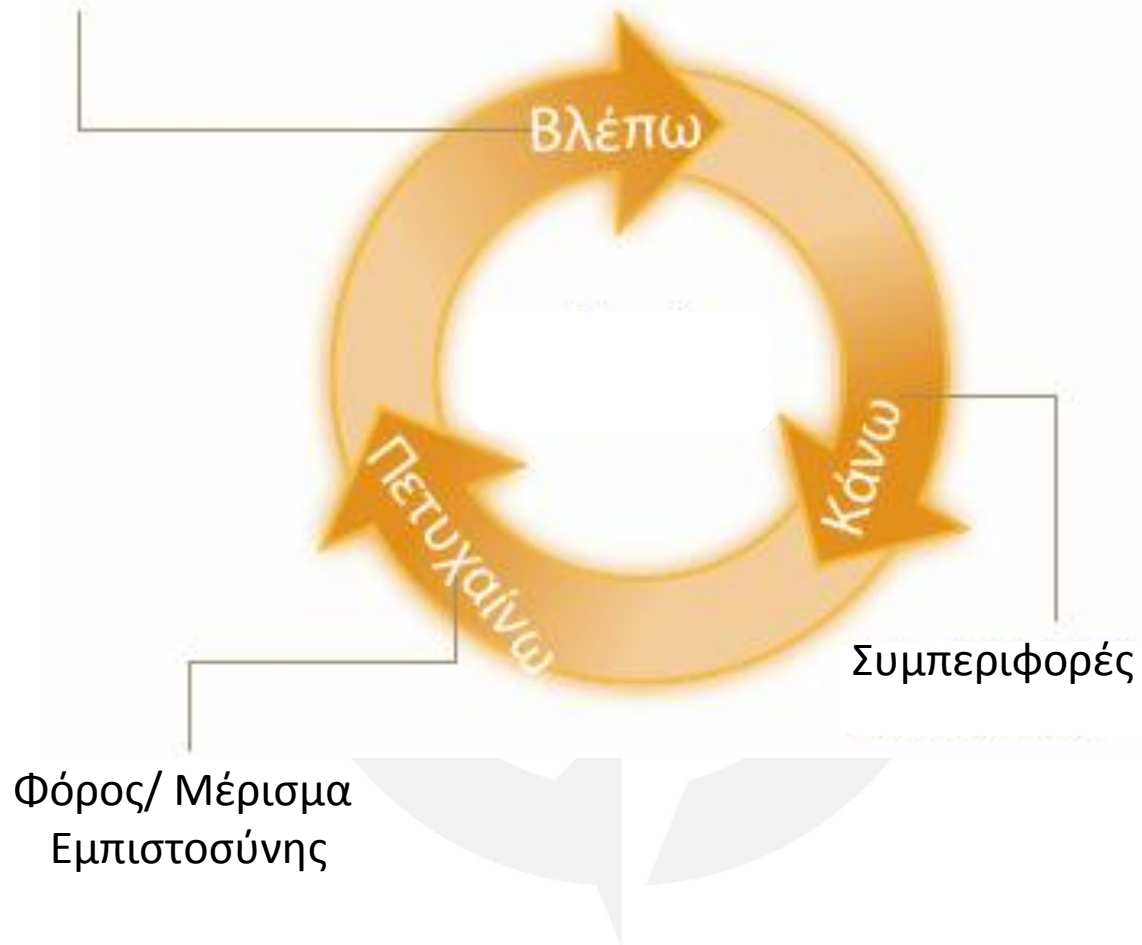 Βλέπω
Κάνω
Πετυχαίνω
Συμπεριφορές
Φόρος/ Μέρισμα
Εμπιστοσύνης